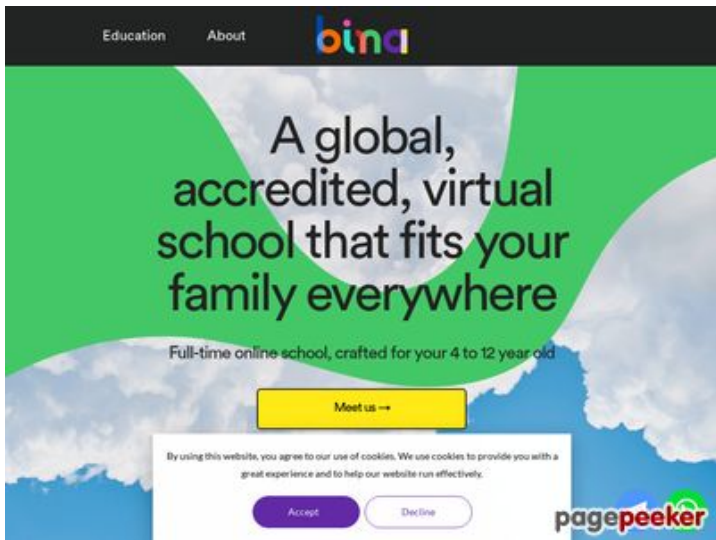 Education About bina
A global,
accredited, virtual
school that fits your
family everywhere
Full-time online school, crafted for your 4 to 12 year old
Meet us →
By using this website, you agree to our use of cookies. We use cookies to provide you with a
great experience and to help our website run effectively.
Accept Decline
pagepeeker